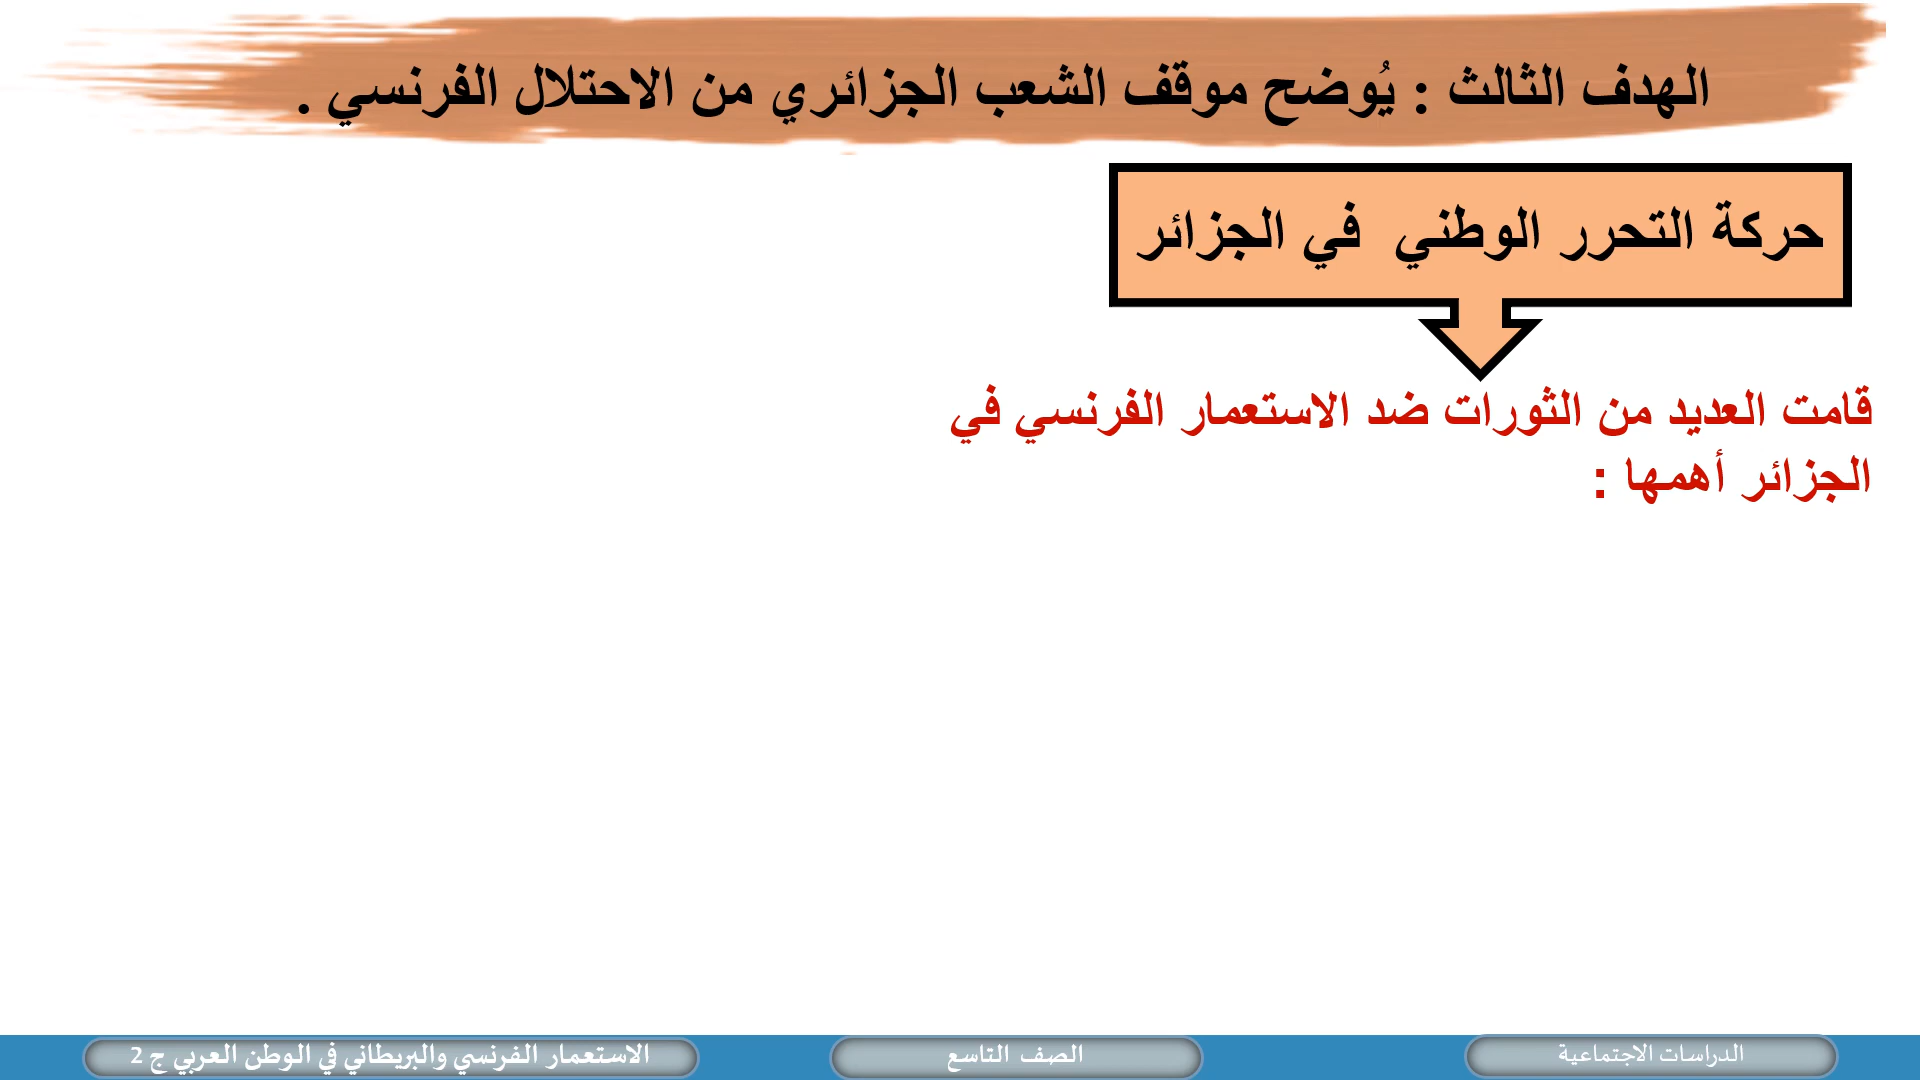 الهدف الثالث : يُوضح موقف الشعب الجزائري من الاحتلال الفرنسي .
حركة التحرر الوطني في الجزائر
قامت العديد من الثورات ضد الاستعمار الفرنسي في
الجزائر أهمها :
الدراسات الاجتماعية
الصف التاسع
الاستعمار الفرنسي والبريطاني في الوطن العربي ج 2